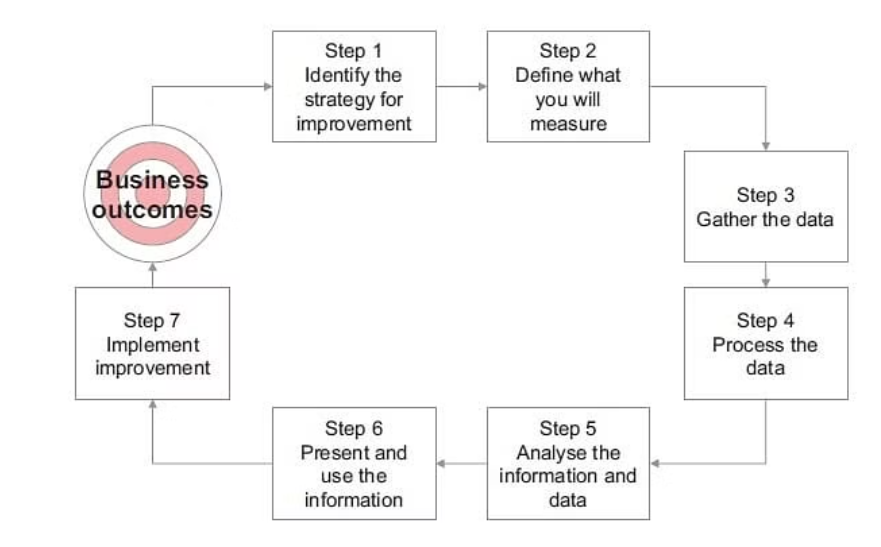 Step 1
Identify the
strategy for
improvement
Step 2
Define what
you will
measure
Step 3
Gather the data
Step 4
Process the
data
Step 5
Analyse the
information and
data
Step 6
Present and
use the
information
Step 7
Implement
improvement
Business
outcomes